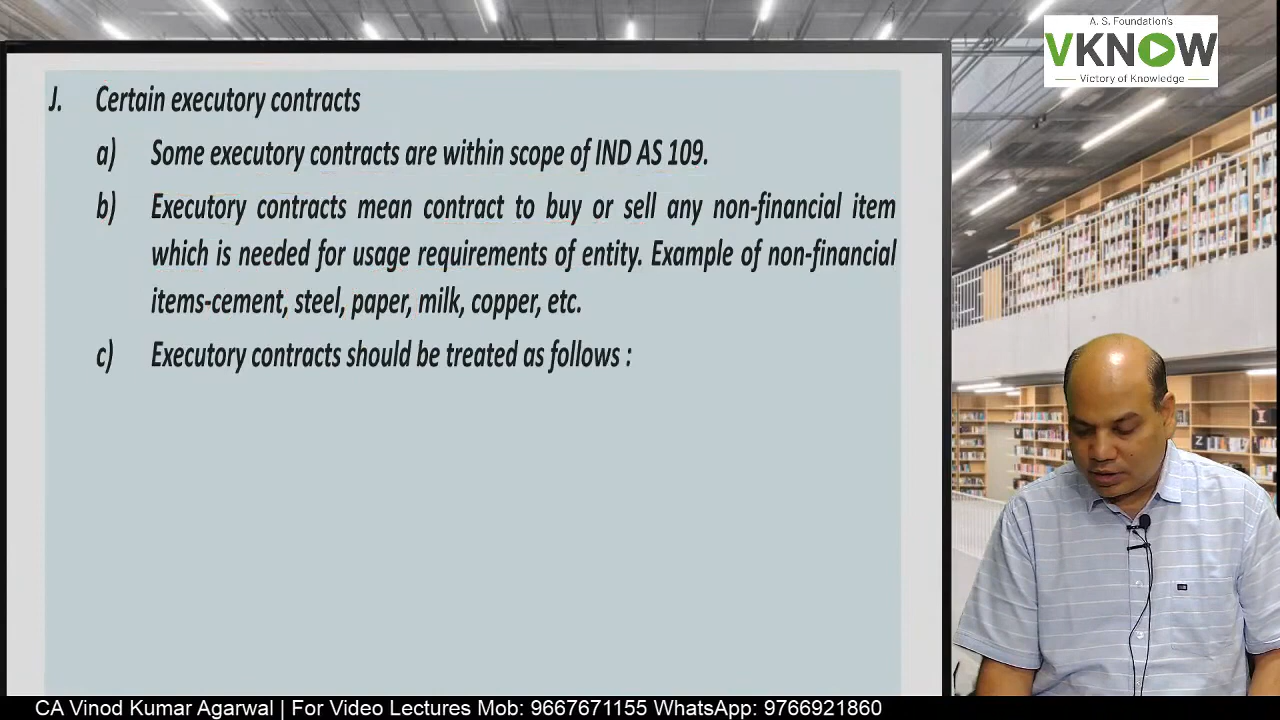 A. S. Foundation's
VKNOW
Victory of Knowledge
J. Certain executory contracts
a) Some executory contracts are within scope of IND AS 109.
b) Executory contracts mean contract to buy or sell any non-financial item
which is needed for usage requirements of entity. Example of non-financial
items-cement, steel, paper, milk, copper, etc.
c) Executory contracts should be treated as follows :
CA Vinod Kumar Agarwal | For Video Lectures Mob: 9667671155 WhatsApp: 9766921860